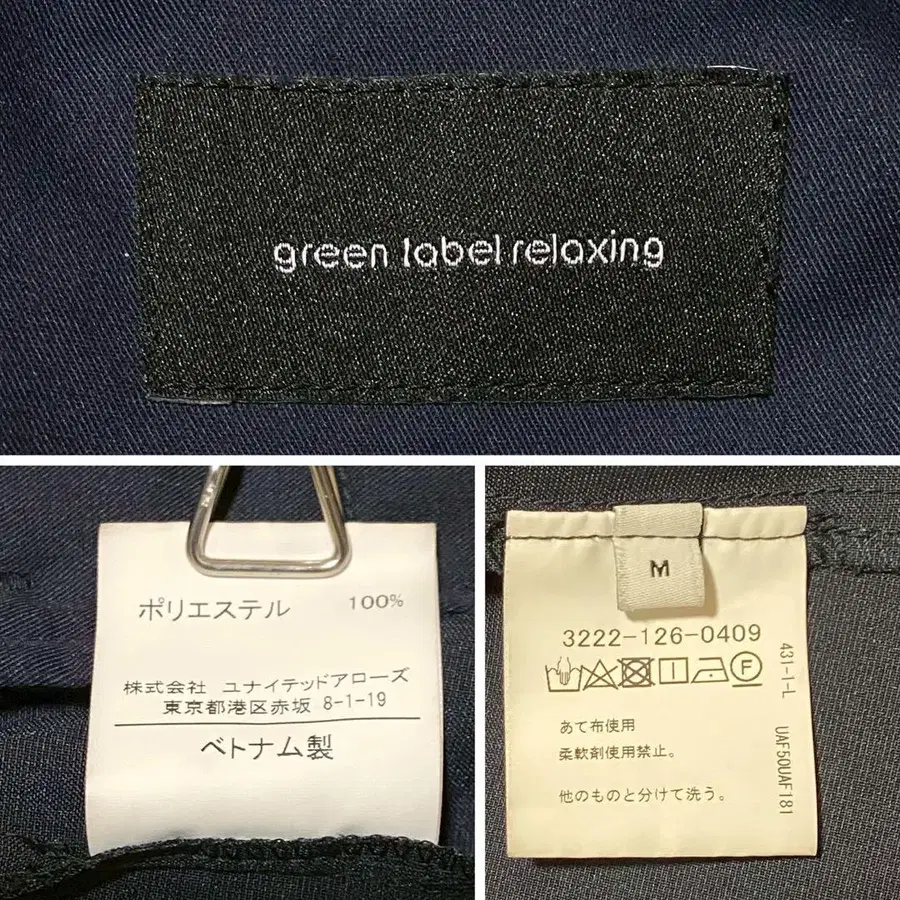 green label relaxing
ポリエステル 100%
株式会社 ユナイテッドアローズ
東京都港区赤坂 8-1-19
ベトナム製
M
3222-126-0409
F
あて布使用
柔軟剤使用禁止。
他のものと分けて洗う。
431-1-L
UAF50UAF181